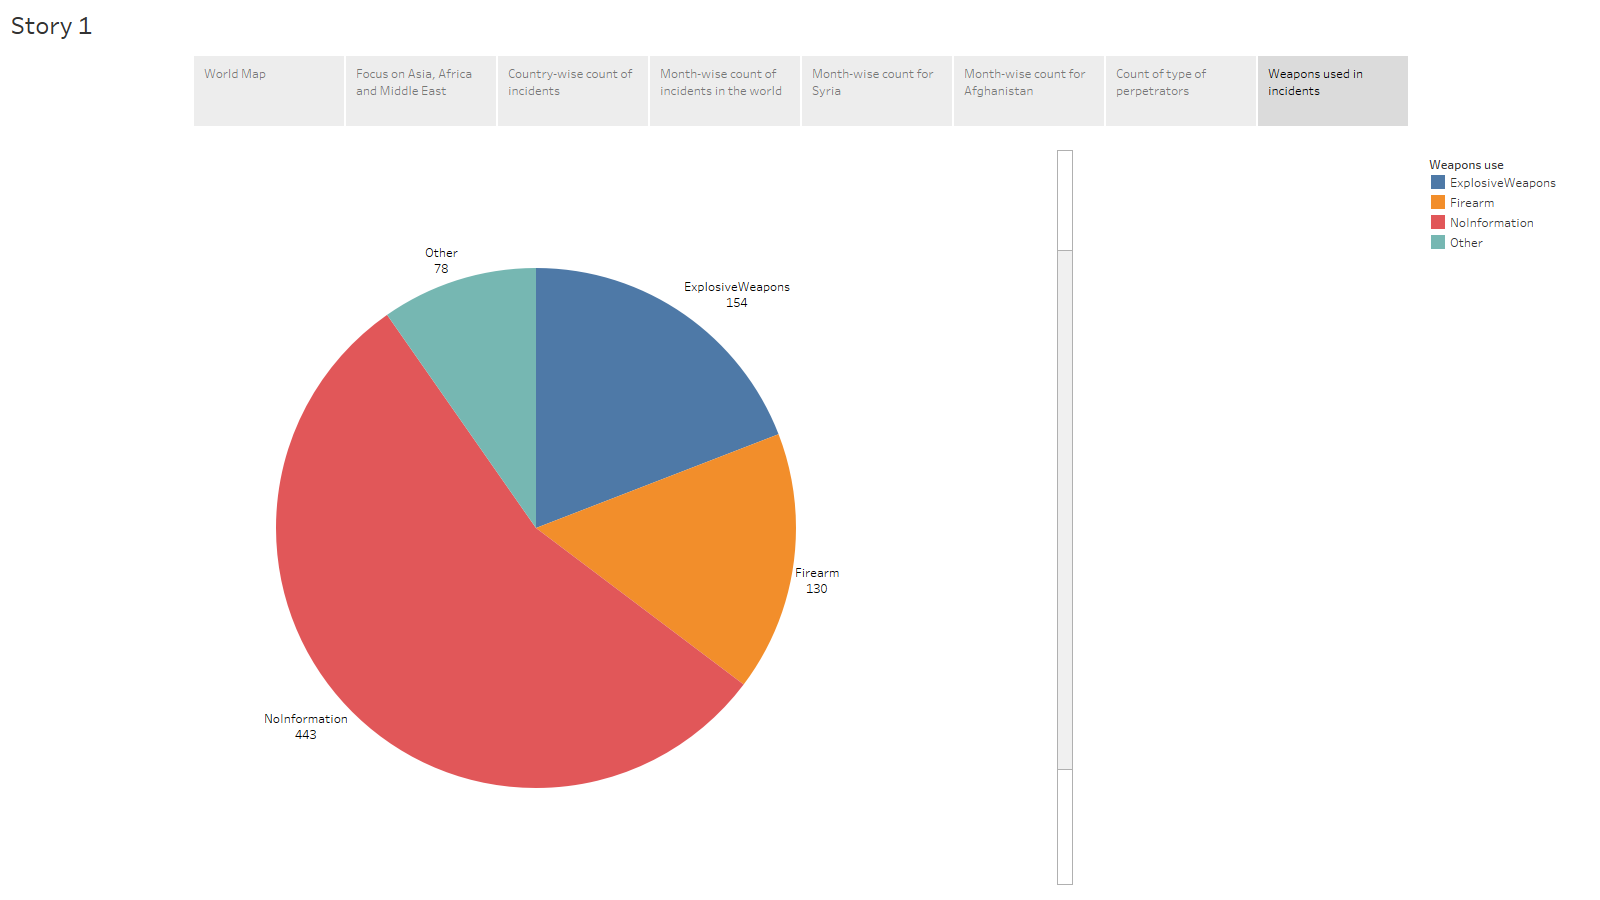 Story 1
World Map
Focus on Asia, Africa
and Middle East
Country-wise count of
incidents
Month-wise count of
incidents in the world
Month-wise count for
Syria
Month-wise count for
Afghanistan
Count of type of
perpetrators
Weapons used in
incidents
Weapons use
ExplosiveWeapons
Firearm
NoInformation
Other
Other
78
ExplosiveWeapons
154
Firearm
130
NoInformation
443